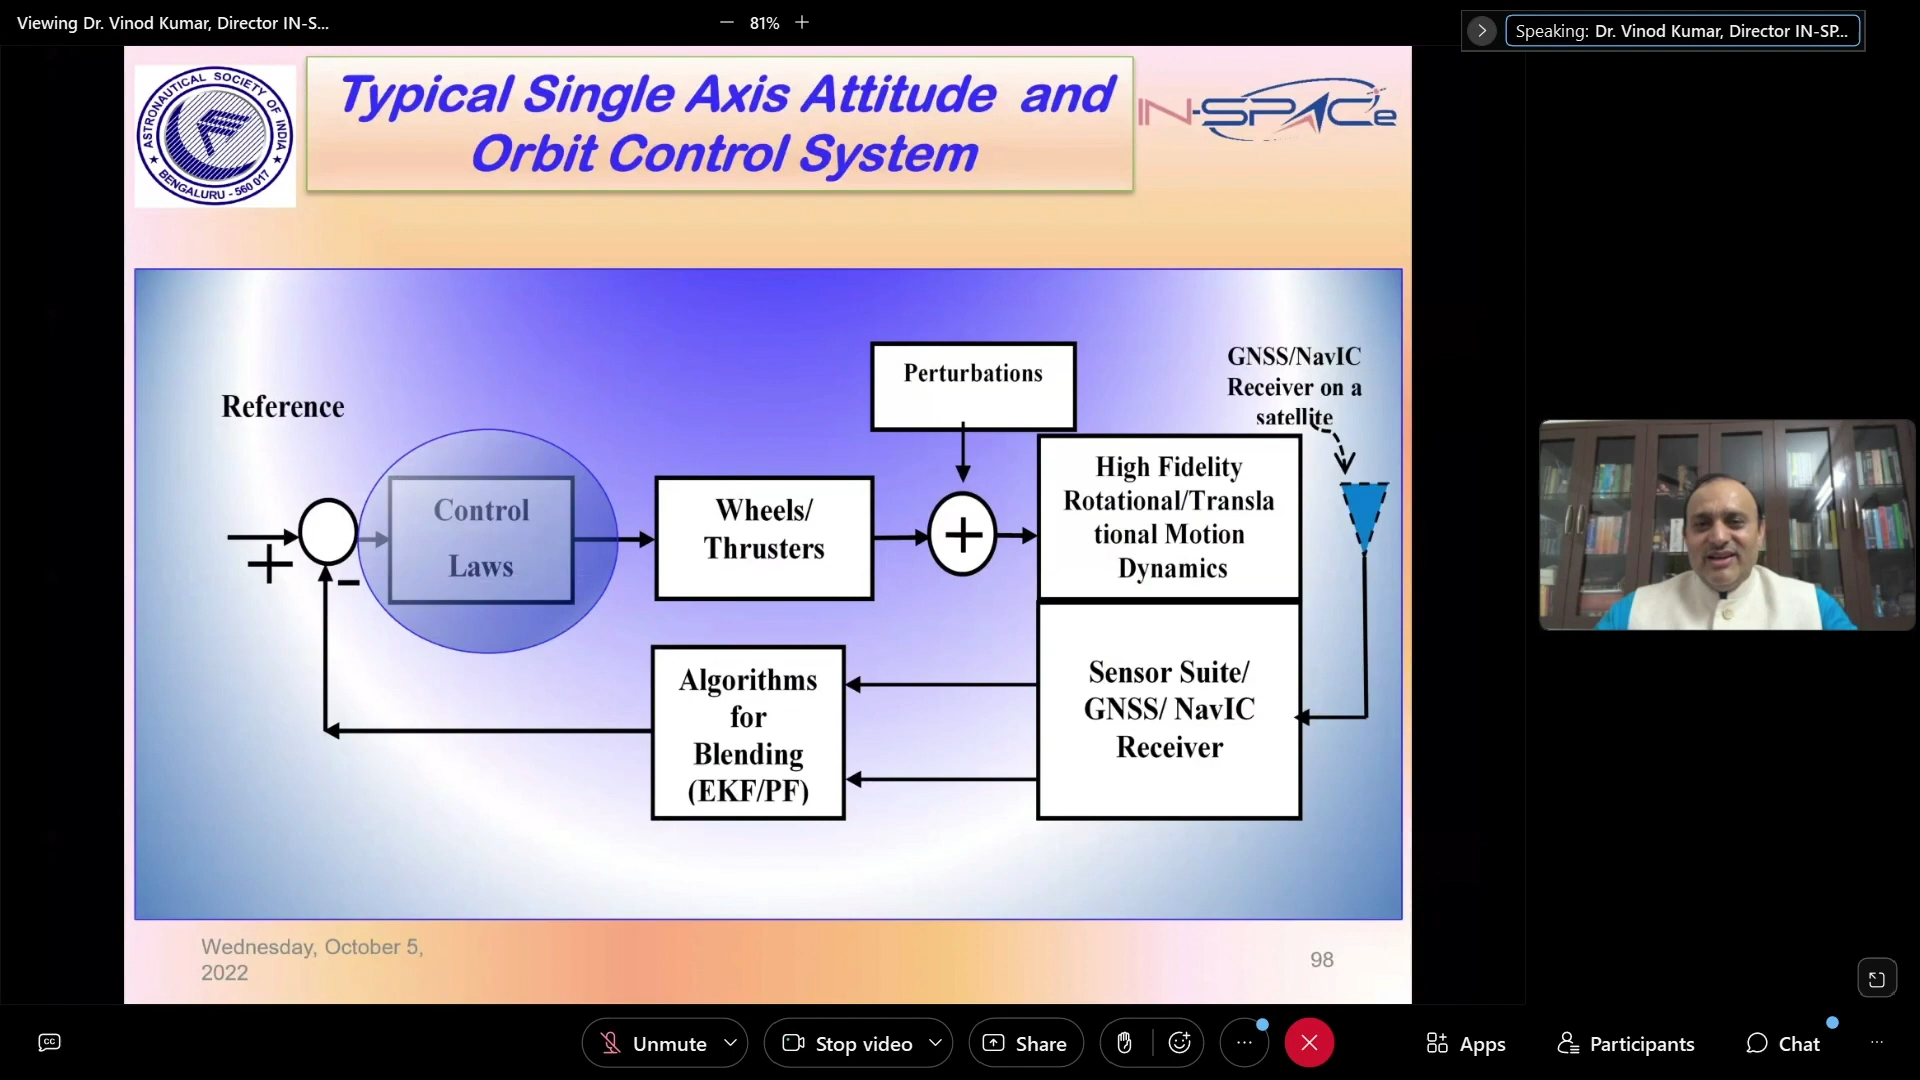 Viewing Dr. Vinod Kumar, Director IN-S...
81%
Speaking: Dr. Vinod Kumar, Director IN-SP...
ASTRONAUTICAL SOCIETY OF INDIA
BENGALURU - 560 017
Typical Single Axis Attitude and
Orbit Control System
IN-SPACe
Perturbations
GNSS/NavIC
Receiver on a
satellite
Reference
Control
Laws
Wheels/
Thrusters
+
High Fidelity
Rotational/Transla
tional Motion
Dynamics
+
-
Algorithms
for
Blending
(EKF/PF)
Sensor Suite/
GNSS/ NavIC
Receiver
Wednesday, October 5,
2022
98
CC
Unmute
Stop video
Share
Apps
Participants
Chat